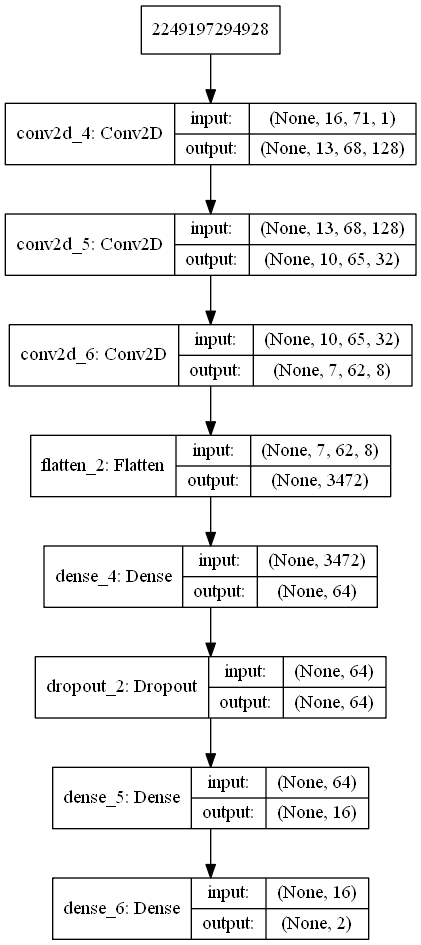 2249197294928
conv2d_4: Conv2D
input: (None, 16, 71, 1)
output: (None, 13, 68, 128)
conv2d_5: Conv2D
input: (None, 13, 68, 128)
output: (None, 10, 65, 32)
conv2d_6: Conv2D
input: (None, 10, 65, 32)
output: (None, 7, 62, 8)
flatten_2: Flatten
input: (None, 7, 62, 8)
output: (None, 3472)
dense_4: Dense
input: (None, 3472)
output: (None, 64)
dropout_2: Dropout
input: (None, 64)
output: (None, 64)
dense_5: Dense
input: (None, 64)
output: (None, 16)
dense_6: Dense
input: (None, 16)
output: (None, 2)